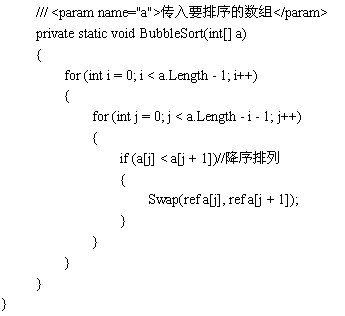 /// <param name="a">传入要排序的数组</param>
private static void BubbleSort(int[] a)
{
for (int i = 0; i < a.Length - 1; i++)
{
for (int j = 0; j < a.Length - i - 1; j++)
{
if (a[j] < a[j + 1])//降序排列
{
Swap(ref a[j], ref a[j + 1]);
}
}
}
}
}